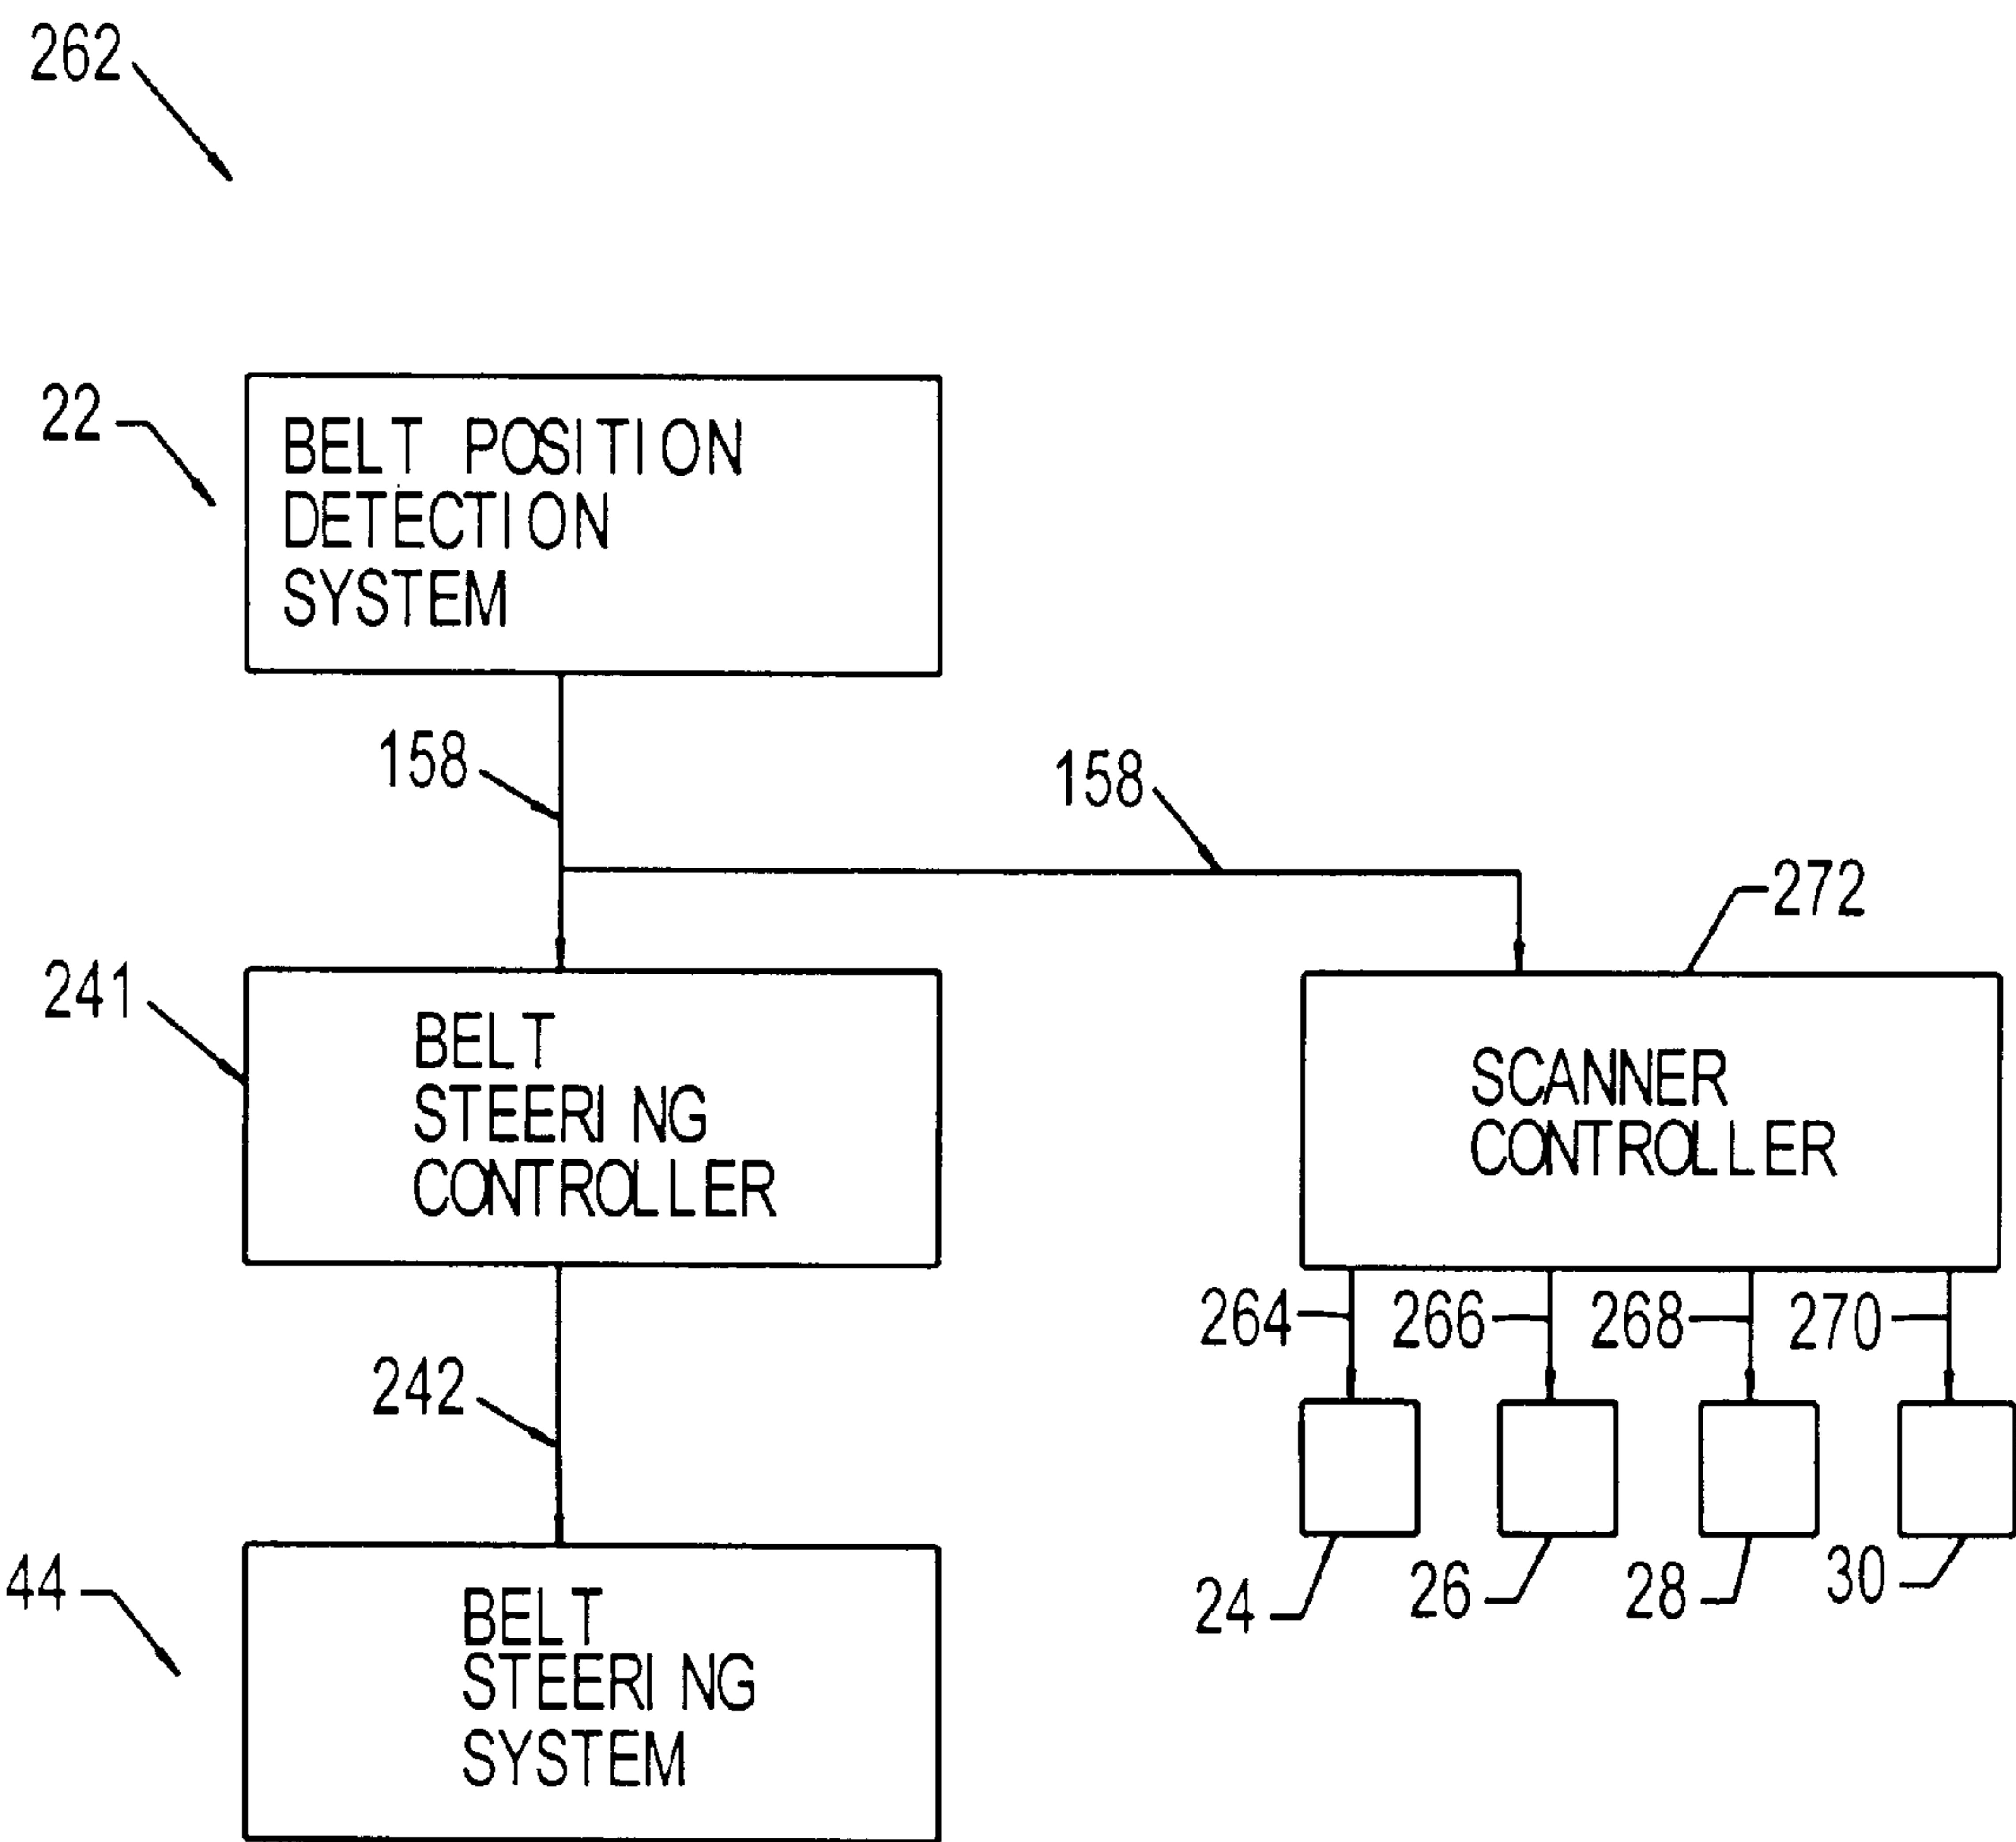 262
22
BELT POSITION
DETECTION
SYSTEM
158
158
272
241
BELT
STEERING
CONTROLLER
SCANNER
CONTROLLER
264
266
268
270
242
24
26
28
30
44
BELT
STEERING
SYSTEM